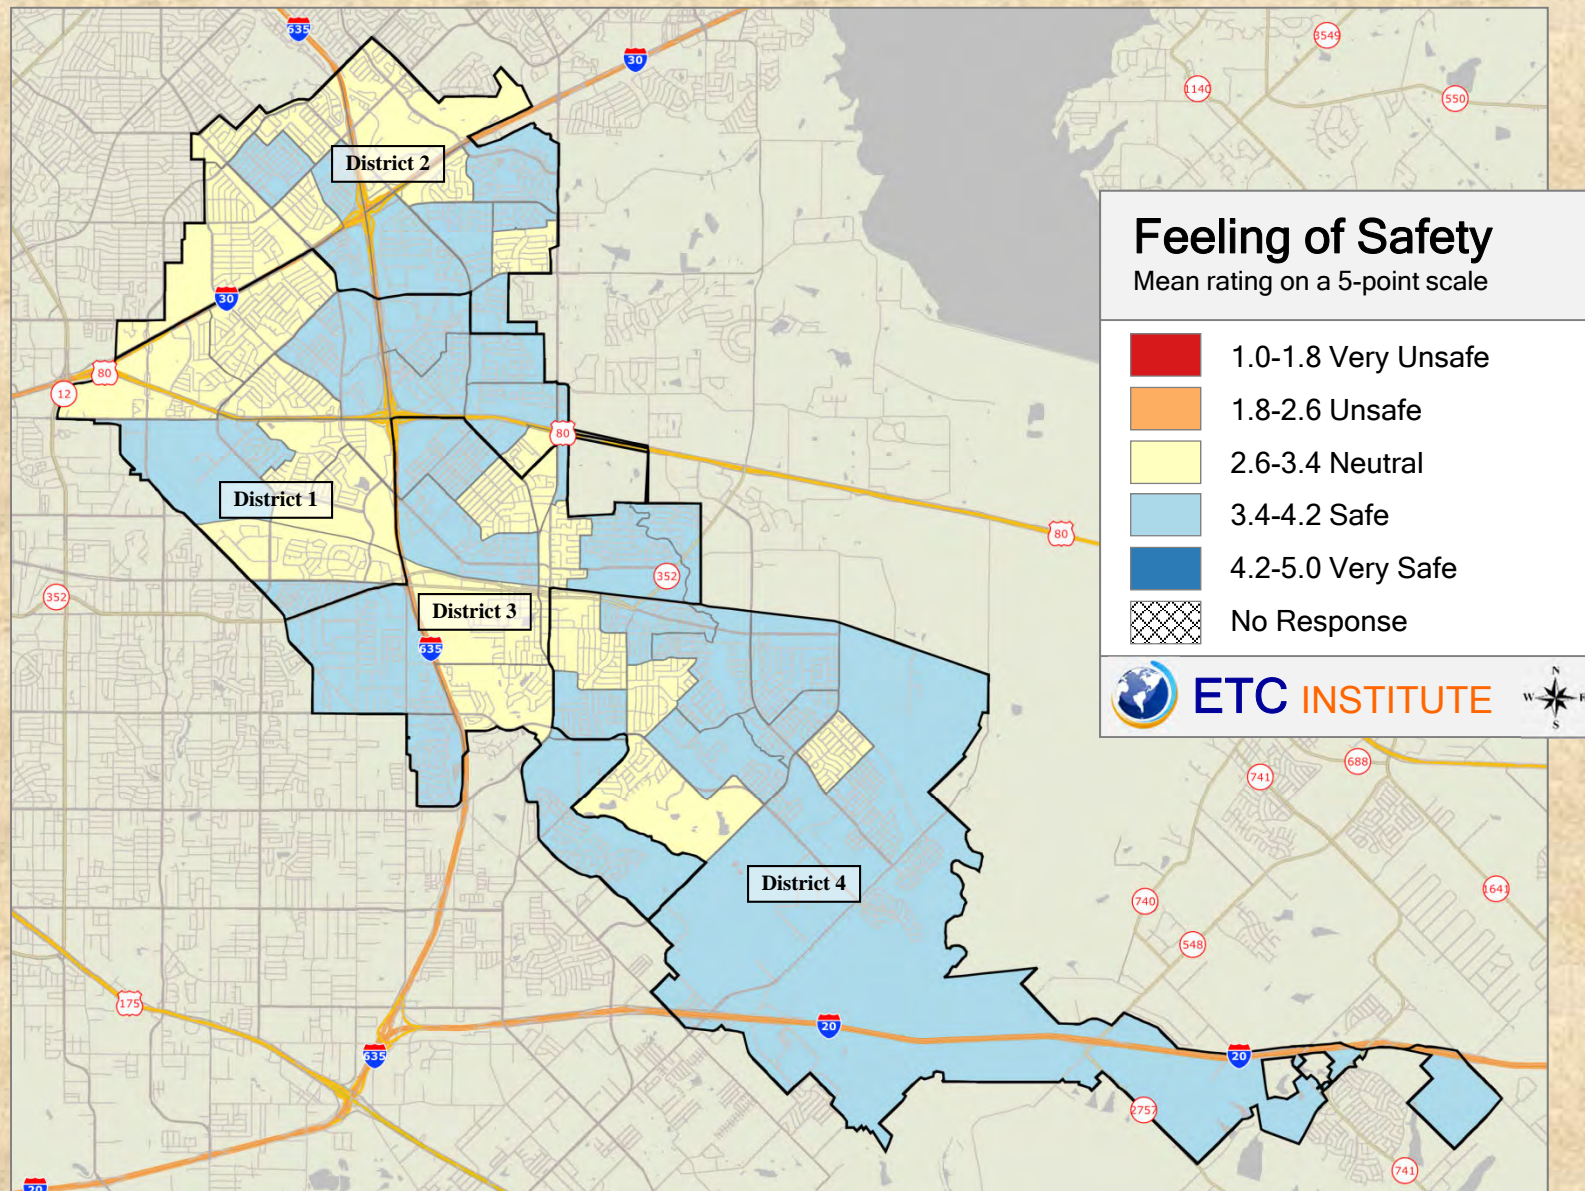 635
30
3549
1140
550
District 2
30
80
12
80
District 1
80
352
352
District 3
635
District 4
175
635
20
20
2757
740
548
741
688
1641
741
20
Feeling of Safety
Mean rating on a 5-point scale
1.0-1.8 Very Unsafe
1.8-2.6 Unsafe
2.6-3.4 Neutral
3.4-4.2 Safe
4.2-5.0 Very Safe
No Response
ETC INSTITUTE
N
W E
S